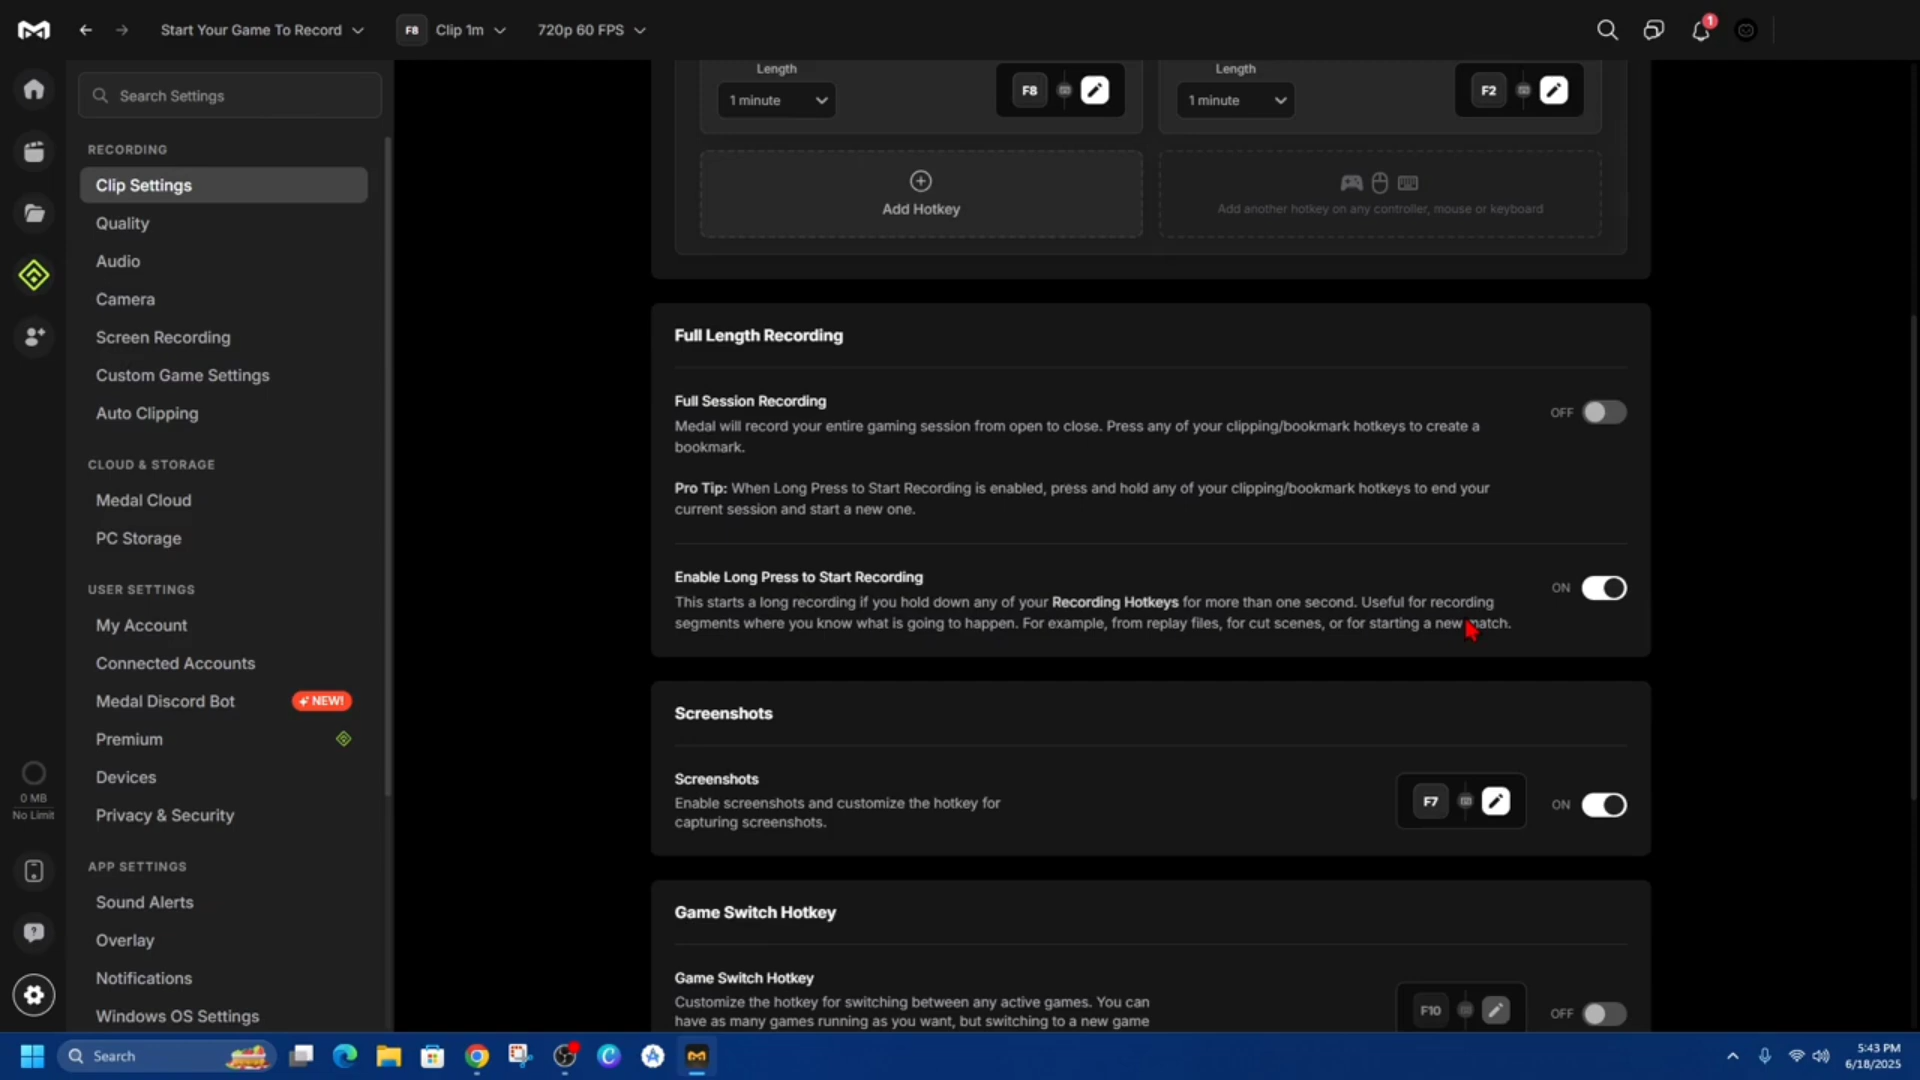 Start Your Game To Record
F8 Clip 1m
720p 60 FPS
1
Search Settings
RECORDING
Clip Settings
Quality
Audio
Camera
Screen Recording
Custom Game Settings
Auto Clipping
CLOUD & STORAGE
Medal Cloud
PC Storage
USER SETTINGS
My Account
Connected Accounts
Medal Discord Bot NEW!
Premium
Devices
Privacy & Security
APP SETTINGS
Sound Alerts
Overlay
Notifications
Windows OS Settings
0 MB
No Limit
Length
1 minute
F8
Length
1 minute
F2
Add Hotkey
Add another hotkey on any controller, mouse or keyboard
Full Length Recording
Full Session Recording
Medal will record your entire gaming session from open to close. Press any of your clipping/bookmark hotkeys to create a
bookmark.
OFF
Pro Tip: When Long Press to Start Recording is enabled, press and hold any of your clipping/bookmark hotkeys to end your
current session and start a new one.
Enable Long Press to Start Recording
This starts a long recording if you hold down any of your Recording Hotkeys for more than one second. Useful for recording
segments where you know what is going to happen. For example, from replay files, for cut scenes, or for starting a new match.
ON
Screenshots
Screenshots
Enable screenshots and customize the hotkey for
capturing screenshots.
F7
ON
Game Switch Hotkey
Game Switch Hotkey
Customize the hotkey for switching between any active games. You can
have as many games running as you want, but switching to a new game
F10
OFF
Search
5:43 PM
6/18/2025